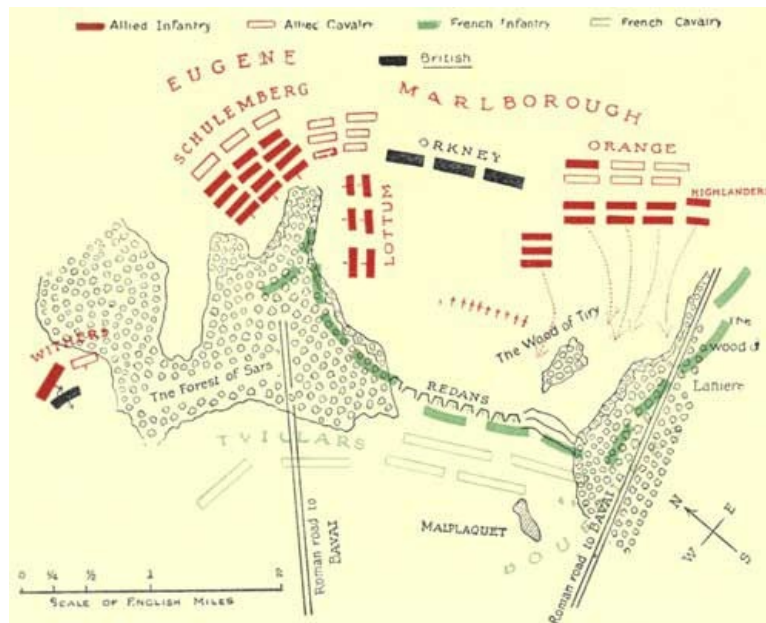 Allied Infantry Allied Cavalry French Infantry French Cavalry
British
EUGENE
MARLBOROUGH
SCHULEMBERG
ORKNEY
ORANGE
HIGHLANDERS
LOTTUM
WITHERS
The Wood of Tiry
The
Wood of
Laniere
The Forest of Sars
REDANS
VILLARS
MALPLAQUET
Roman road to
BAVAI
Roman road to BAVAI
N E
W S
0 ¼ ½ 1
SCALE OF ENGLISH MILES